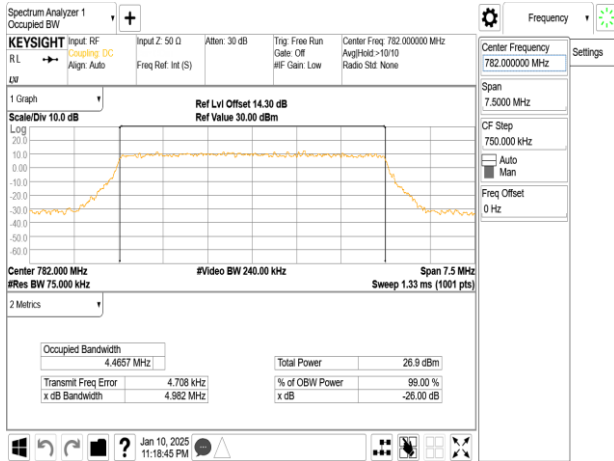 Spectrum Analyzer 1
Occupied BW
KEYSIGHT
RL
LXI
Input: RF
Coupling: DC
Align: Auto
Input Z: 50 Ω
Freq Ref: Int (S)
Atten: 30 dB
Trig: Free Run
Gate: Off
#IF Gain: Low
Center Freq: 782.000000 MHz
Avg|Hold:>10/10
Radio Std: None
1 Graph
Scale/Div 10.0 dB
Ref Lvl Offset 14.30 dB
Ref Value 30.00 dBm
Log
20.0
10.0
0.00
-10.0
-20.0
-30.0
-40.0
-50.0
-60.0
Center 782.000 MHz
#Video BW 240.00 kHz
Span 7.5 MHz
#Res BW 75.000 kHz
Sweep 1.33 ms (1001 pts)
2 Metrics
Occupied Bandwidth
4.4657 MHz
Transmit Freq Error 4.708 kHz
x dB Bandwidth 4.982 MHz
Total Power 26.9 dBm
% of OBW Power 99.00 %
x dB -26.00 dB
Jan 10, 2025
11:18:45 PM
Frequency
Center Frequency
782.000000 MHz
Settings
Span
7.5000 MHz
CF Step
750.000 kHz
Auto
Man
Freq Offset
0 Hz